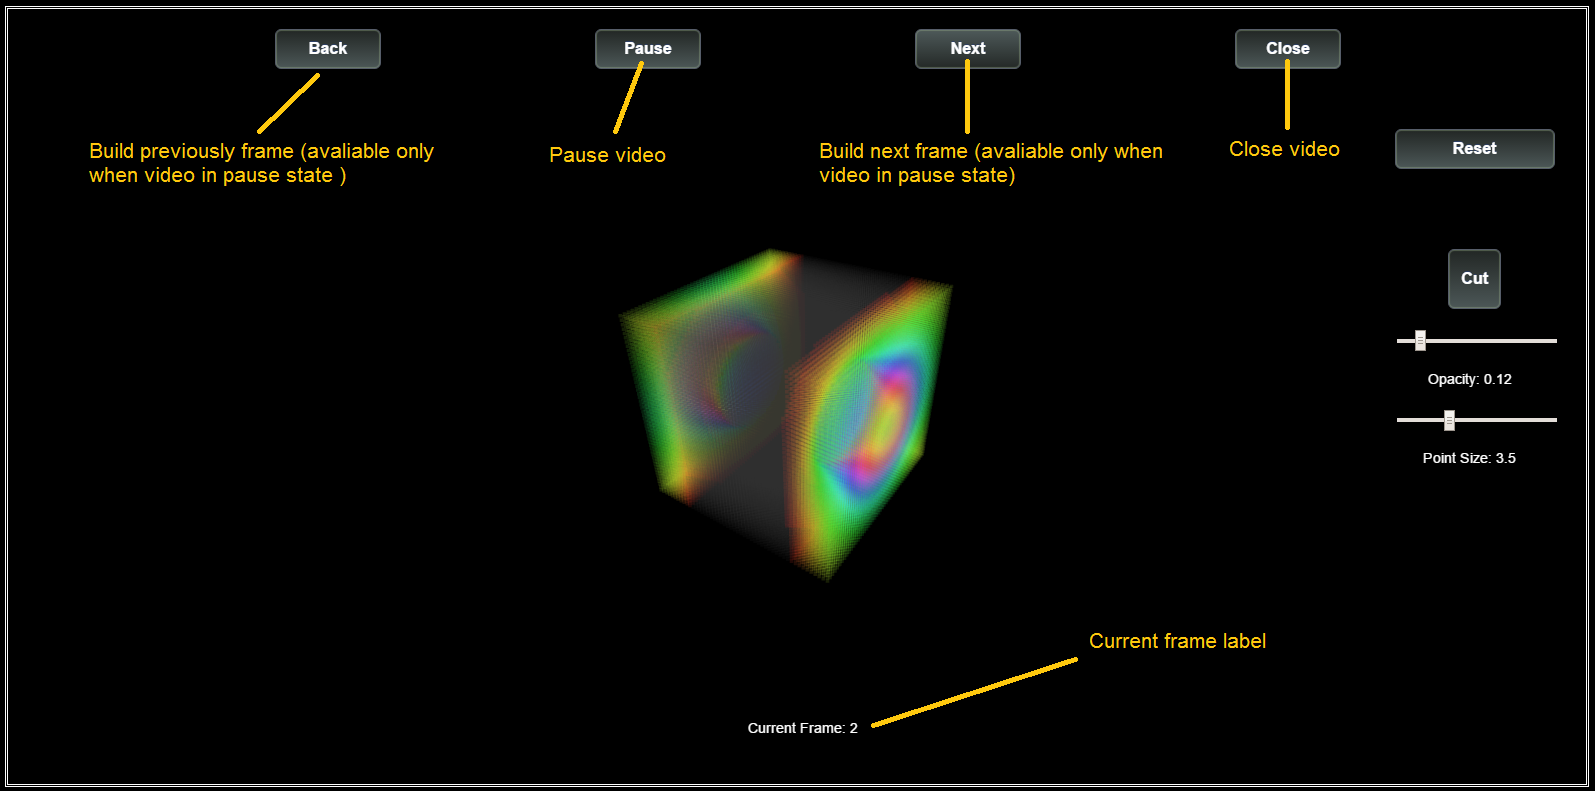 Back
Pause
Next
Close
Build previously frame (avaliable only
when video in pause state )
Pause video
Build next frame (avaliable only when
video in pause state)
Close video
Reset
Cut
Opacity: 0.12
Point Size: 3.5
Current frame label
Current Frame: 2